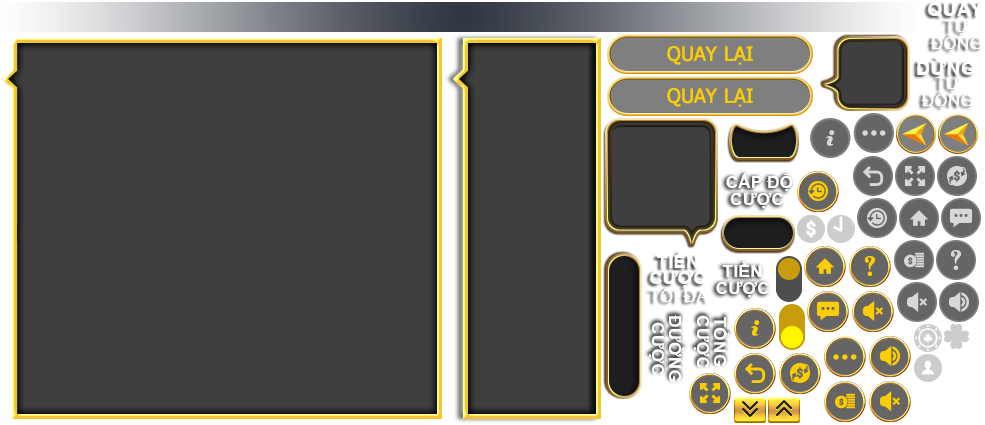 QUAY
TỰ
ĐỘNG
QUAY LẠI
DỪNG
TỰ
ĐỘNG
QUAY LẠI
CẤP ĐỘ
CƯỢC
TIỀN
CƯỢC
TỐI ĐA
TIỀN
CƯỢC
ĐƯỜNG
CƯỢC
TỔNG
CƯỢC